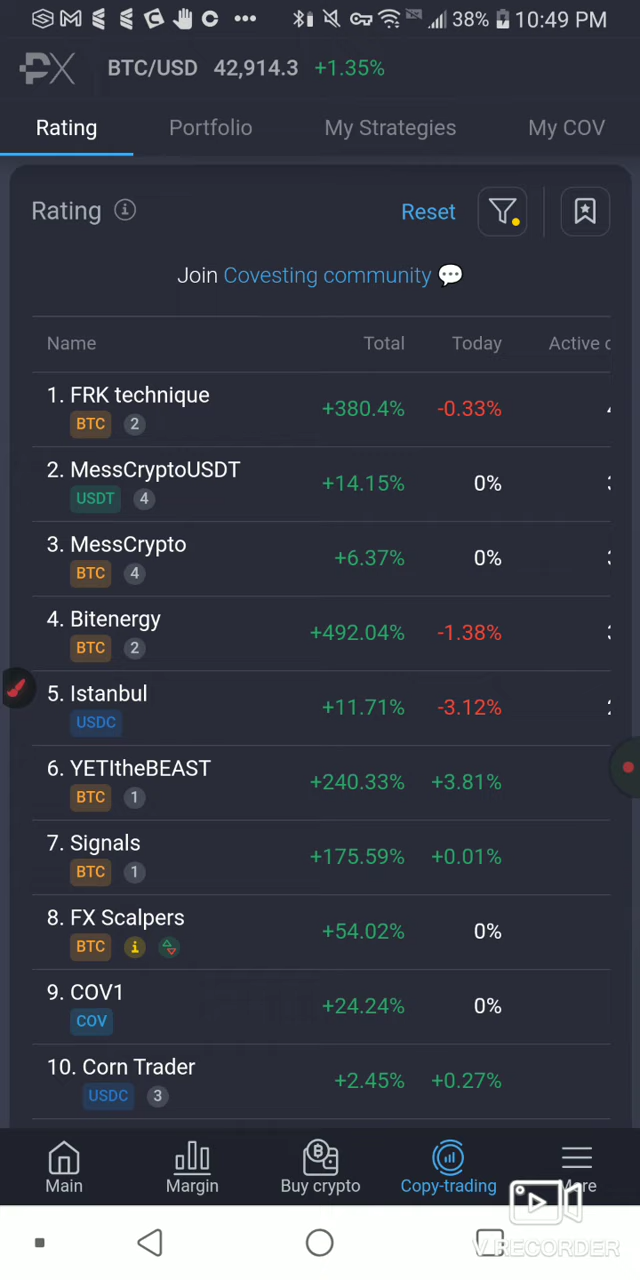 38% 10:49 PM
PX BTC/USD 42,914.3 +1.35%
Rating Portfolio My Strategies My COV
Rating Reset
Join Covesting community
Name Total Today Active
1. FRK technique +380.4% -0.33%
BTC 2
2. MessCryptoUSDT +14.15% 0%
USDT 4
3. MessCrypto +6.37% 0%
BTC 4
4. Bitenergy +492.04% -1.38%
BTC 2
5. Istanbul +11.71% -3.12%
USDC
6. YETItheBEAST +240.33% +3.81%
BTC 1
7. Signals +175.59% +0.01%
BTC 1
8. FX Scalpers +54.02% 0%
BTC
9. COV1 +24.24% 0%
COV
10. Corn Trader +2.45% +0.27%
USDC 3
Main Margin Buy crypto Copy-trading More
V RECORDER